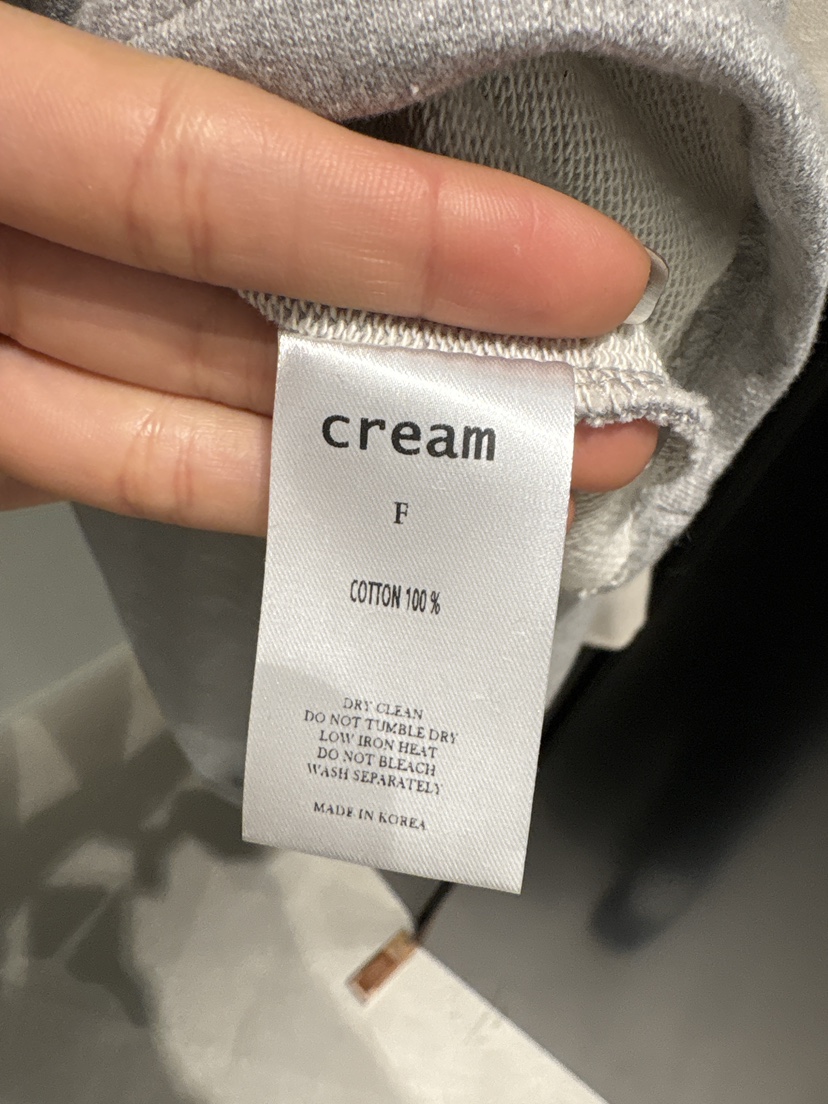 cream
F
COTTON 100 %
DRY CLEAN
DO NOT TUMBLE DRY
LOW IRON HEAT
DO NOT BLEACH
WASH SEPARATELY
MADE IN KOREA